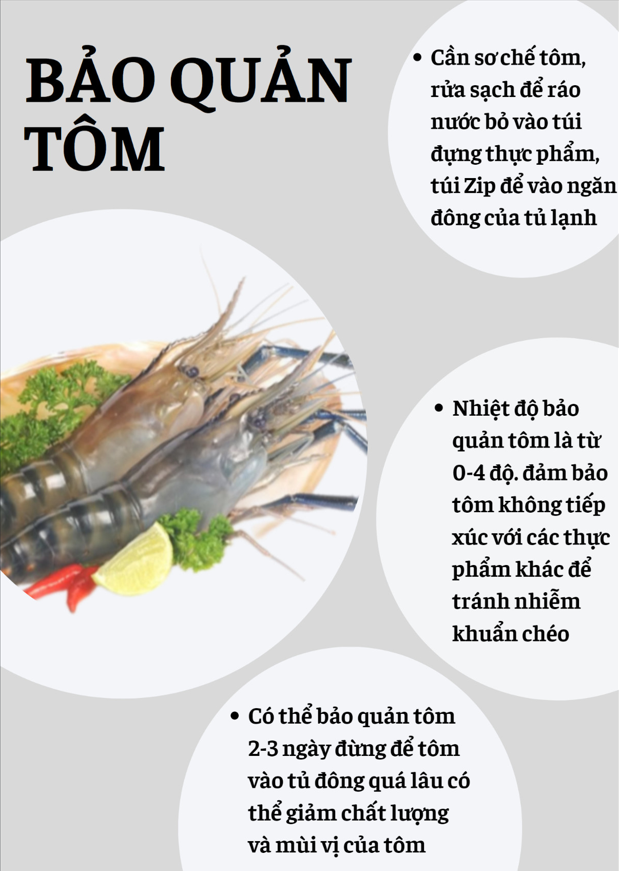 BẢO QUẢN
TÔM
• Cần sơ chế tôm,
rửa sạch để ráo
nước bỏ vào túi
đựng thực phẩm,
túi Zip để vào ngăn
đông của tủ lạnh
• Nhiệt độ bảo
quản tôm là từ
0-4 độ. đảm bảo
tôm không tiếp
xúc với các thực
phẩm khác để
tránh nhiễm
khuẩn chéo
• Có thể bảo quản tôm
2-3 ngày đừng để tôm
vào tủ đông quá lâu có
thể giảm chất lượng
và mùi vị của tôm